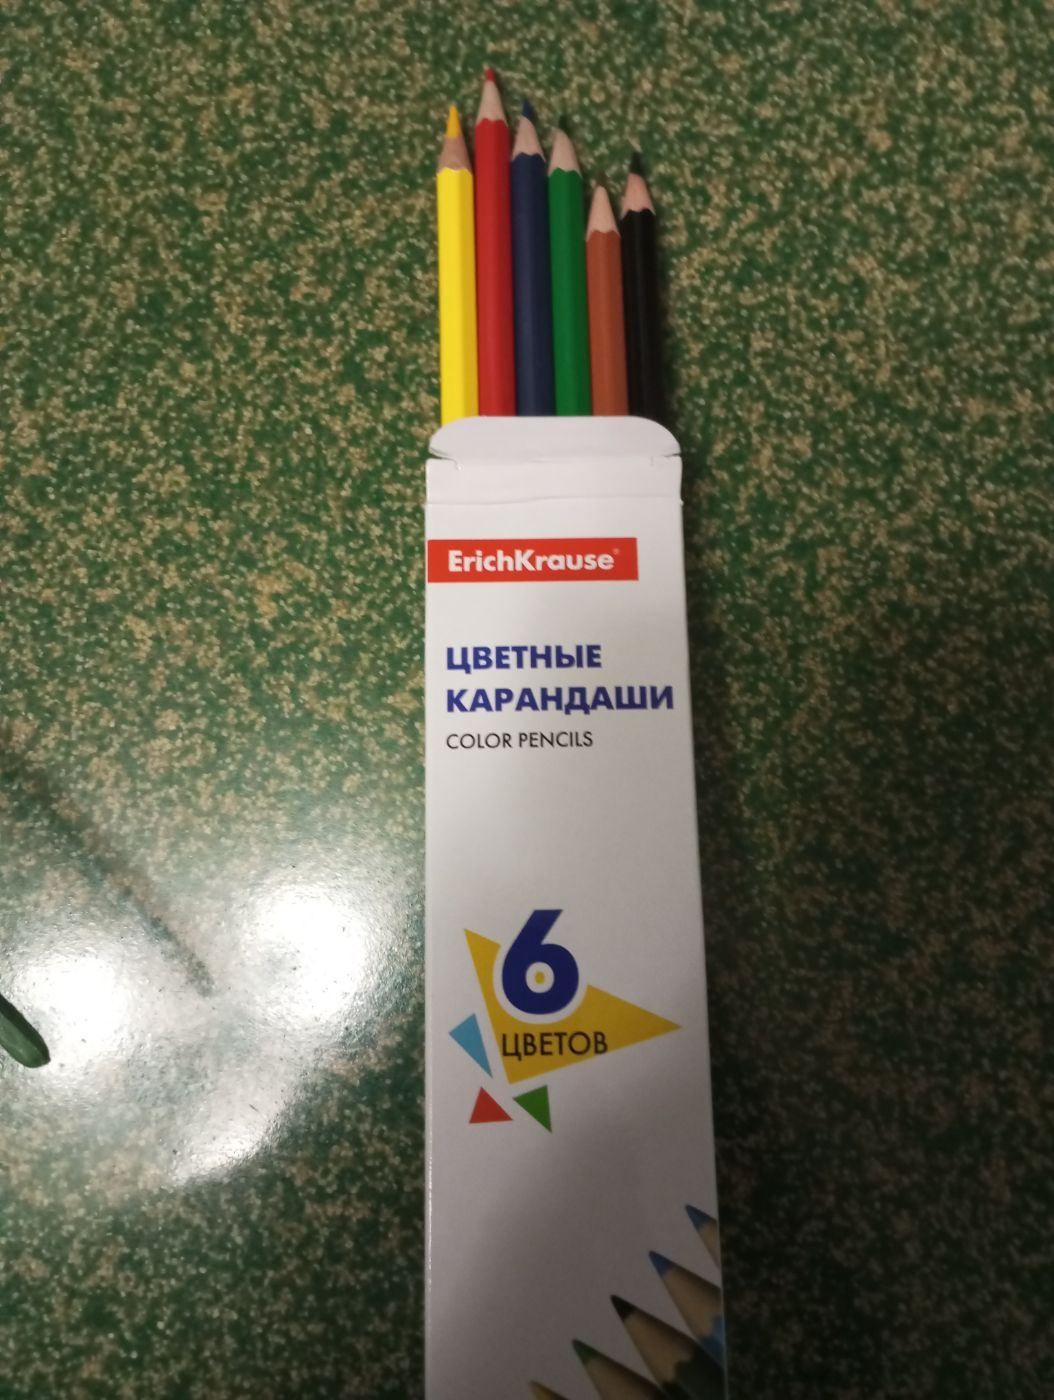 ErichKrause®
ЦВЕТНЫЕ
КАРАНДАШИ
COLOR PENCILS
6
ЦВЕТОВ